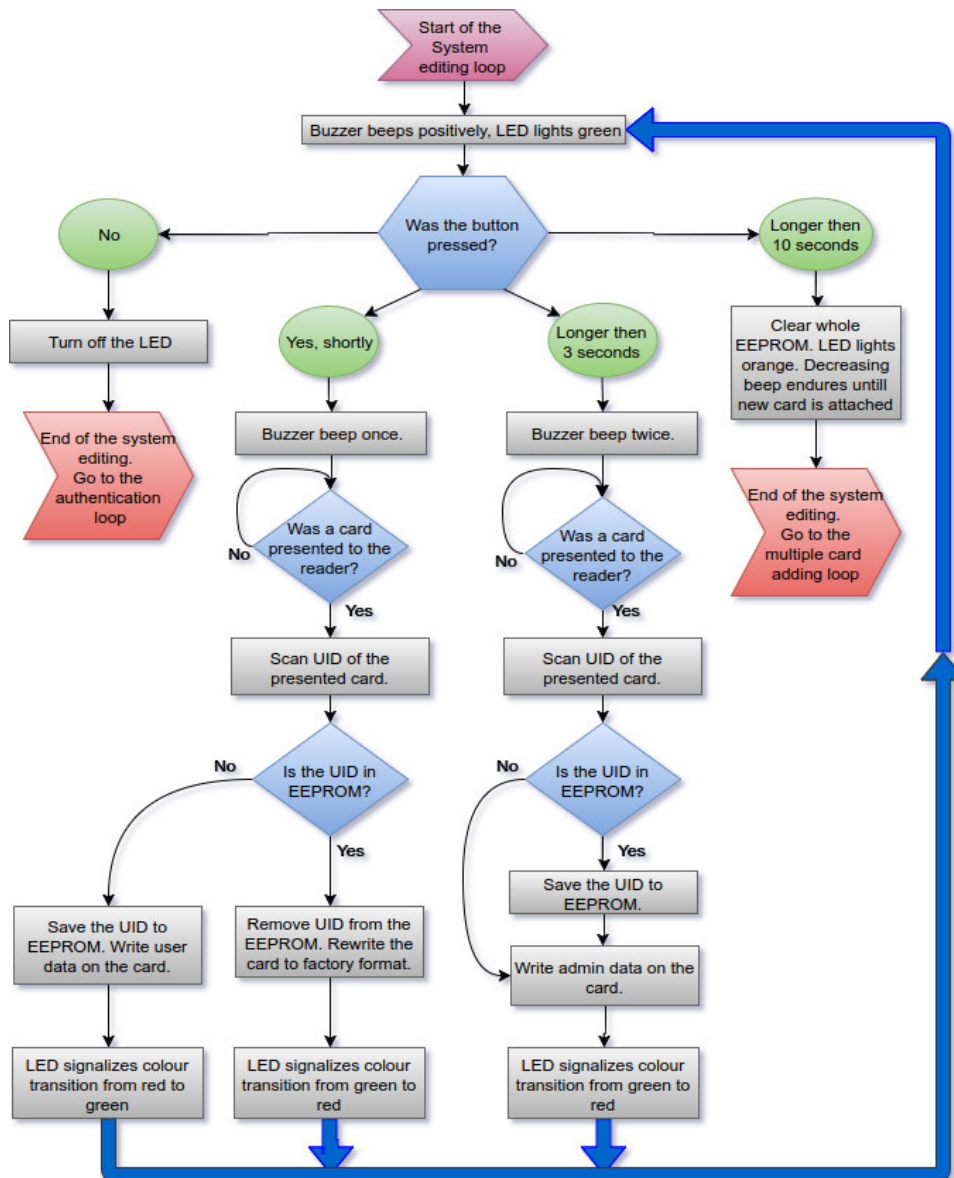 Start of the
System
editing loop
Buzzer beeps positively, LED lights green
Was the button
pressed?
No
Longer then
10 seconds
Turn off the LED
Yes, shortly
Longer then
3 seconds
Clear whole
EEPROM. LED lights
orange. Decreasing
beep endures untill
new card is attached
End of the system
editing.
Go to the
authentication
loop
Buzzer beep once.
Buzzer beep twice.
End of the system
editing.
Go to the
multiple card
adding loop
Was a card
presented to the
reader?
No
Yes
Was a card
presented to the
reader?
No
Yes
Scan UID of the
presented card.
Scan UID of the
presented card.
No
Is the UID in
EEPROM?
Yes
No
Is the UID in
EEPROM?
Yes
Save the UID to
EEPROM.
Save the UID to
EEPROM. Write user
data on the card.
Remove UID from the
EEPROM. Rewrite the
card to factory format.
Write admin data on the
card.
LED signalizes colour
transition from red to
green
LED signalizes colour
transition from green to
red
LED signalizes colour
transition from green to
red